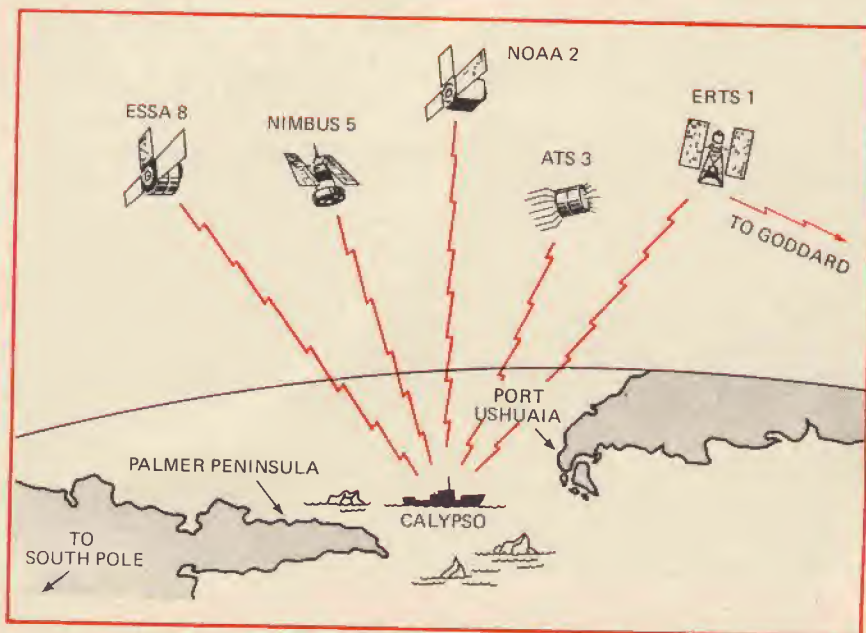 NOAA 2
ESSA 8
NIMBUS 5
ERTS 1
ATS 3
TO GODDARD
PORT
USHUAIA
PALMER PENINSULA
CALYPSO
TO
SOUTH POLE